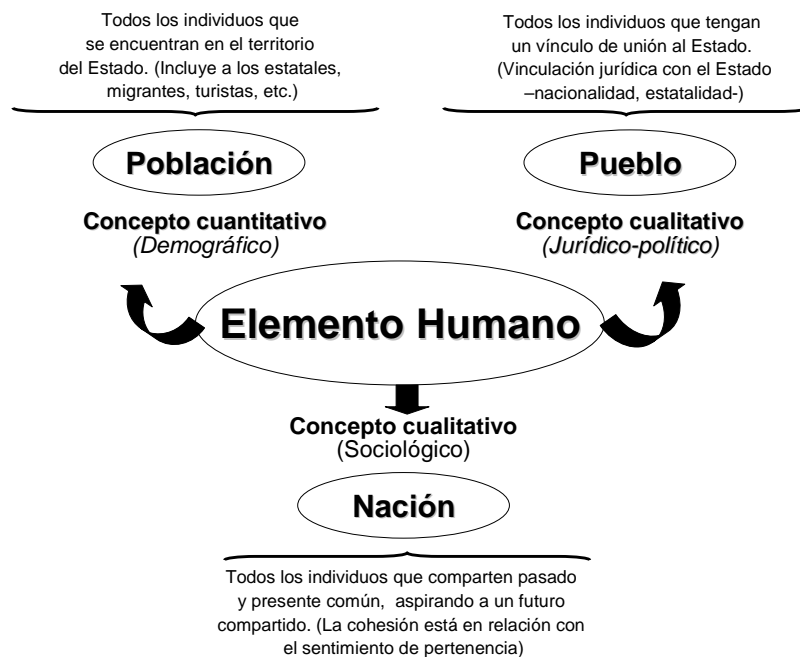 Todos los individuos que
se encuentran en el territorio
del Estado. (Incluye a los estatales,
migrantes, turistas, etc.)
Todos los individuos que tengan
un vínculo de unión al Estado.
(Vinculación jurídica con el Estado
–nacionalidad, estatalidad-)
Población
Pueblo
Concepto cuantitativo
(Demográfico)
Concepto cualitativo
(Jurídico-político)
Elemento Humano
Concepto cualitativo
(Sociológico)
Nación
Todos los individuos que comparten pasado
y presente común, aspirando a un futuro
compartido. (La cohesión está en relación con
el sentimiento de pertenencia)